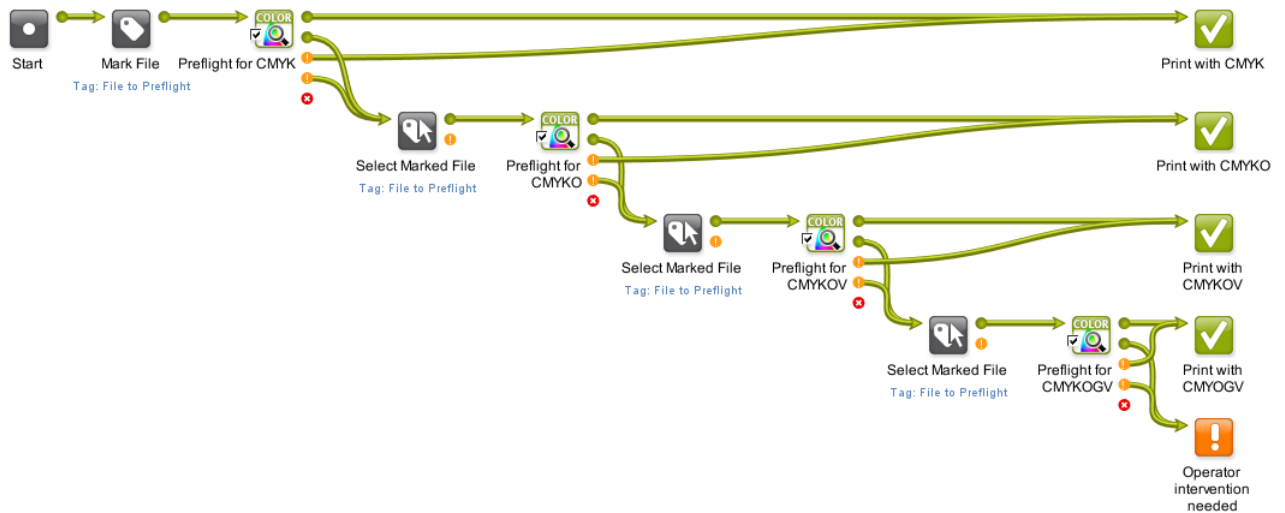 COLOR
Start
Mark File
Preflight for CMYK
Print with CMYK
Tag: File to Preflight
COLOR
Select Marked File
Preflight for
CMYKO
Print with CMYKO
Tag: File to Preflight
COLOR
Select Marked File
Preflight for
CMYKOV
Print with
CMYKOV
Tag: File to Preflight
COLOR
Select Marked File
Preflight for
CMYKOGV
Print with
CMYOGV
Tag: File to Preflight
Operator
intervention
needed